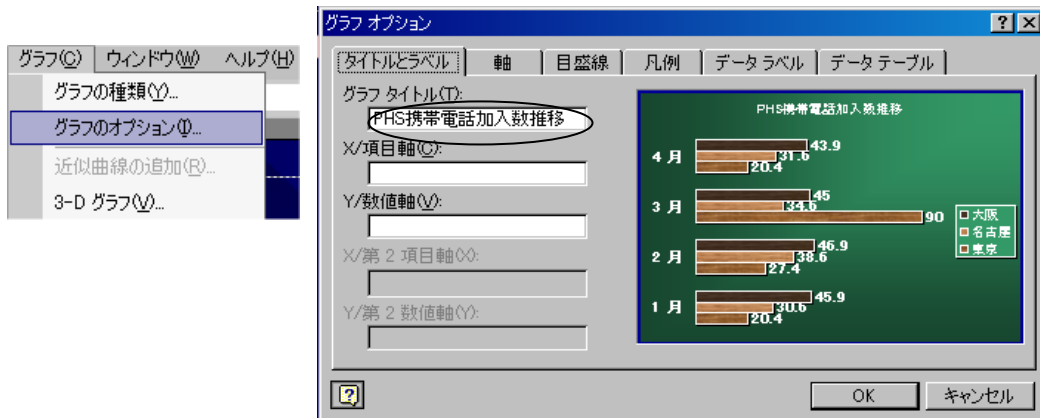 グラフ(C) ウィンドウ(W) ヘルプ(H)
グラフの種類(Y)...
グラフのオプション(I)...
近似曲線の追加(R)...
3-D グラフ(V)...
グラフ オプション
タイトルとラベル 軸 目盛線 凡例 データ ラベル データ テーブル
グラフ タイトル(T):
PHS携帯電話加入数推移
X/項目軸(C):
Y/数値軸(V):
X/第 2 項目軸(X):
Y/第 2 数値軸(Y):
PHS携帯電話加入数推移
4 月
43.9
31.6
20.4
3 月
45
34.6
90
2 月
46.9
38.6
27.4
1 月
45.9
30.6
20.4
大阪
名古屋
東京
OK キャンセル